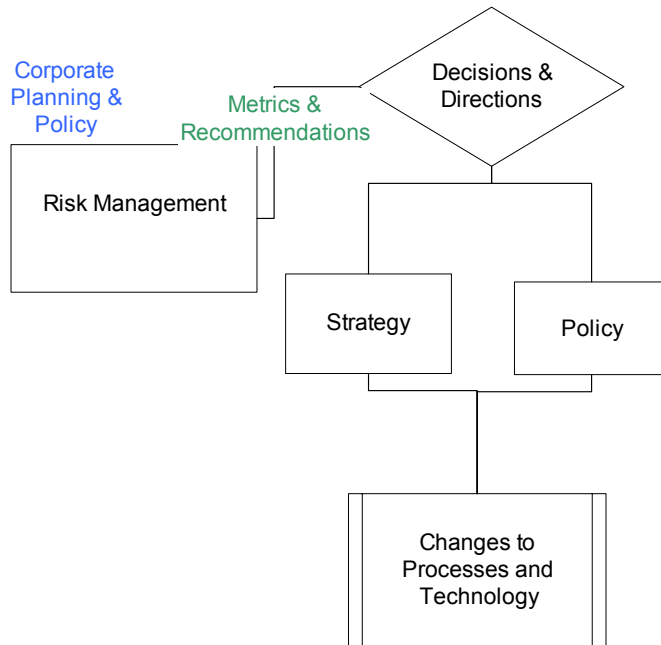 Corporate
Planning &
Policy
Metrics &
Recommendations
Decisions &
Directions
Risk Management
Strategy
Policy
Changes to
Processes and
Technology